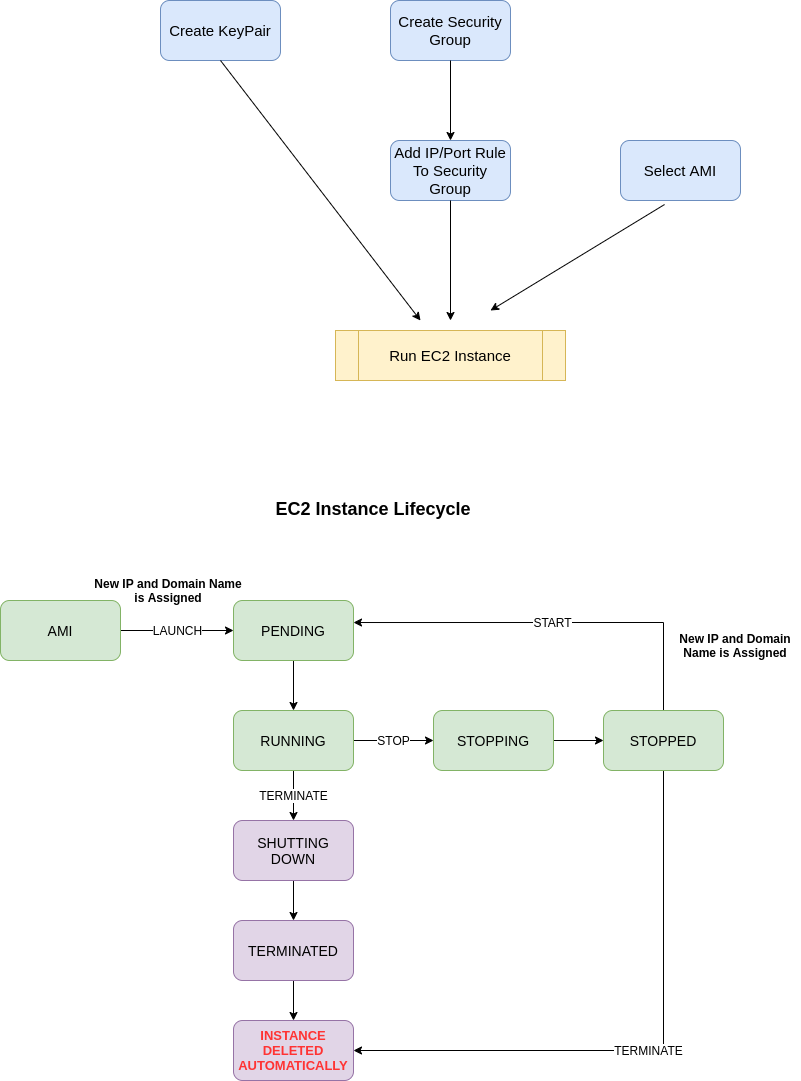 Create KeyPair
Create Security
Group
Add IP/Port Rule
To Security
Group
Select AMI
Run EC2 Instance
EC2 Instance Lifecycle
New IP and Domain Name
is Assigned
AMI
LAUNCH
PENDING
START
New IP and Domain
Name is Assigned
RUNNING
STOP
STOPPING
STOPPED
TERMINATE
SHUTTING
DOWN
TERMINATED
INSTANCE
DELETED
AUTOMATICALLY
TERMINATE